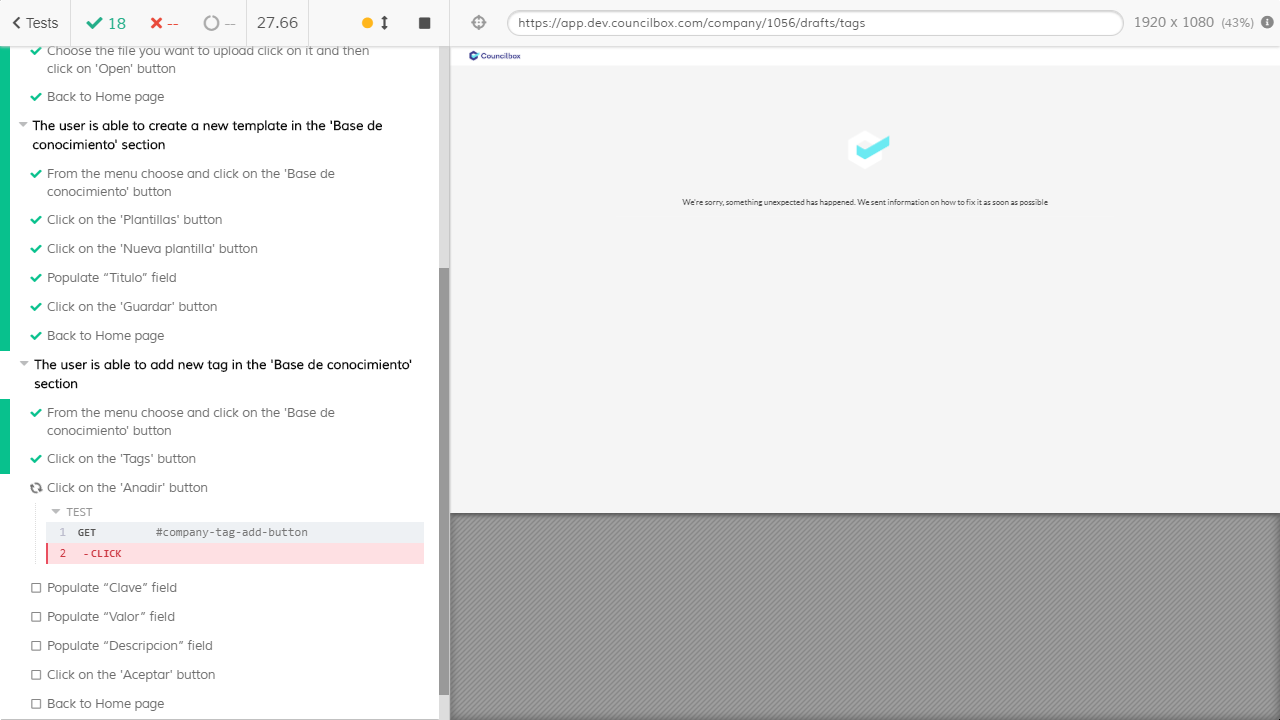 Tests
18
--
--
27.66
https://app.dev.councilbox.com/company/1056/drafts/tags
1920 x 1080 (43%)
Choose the file you want to upload click on it and then
click on 'Open' button
Back to Home page
The user is able to create a new template in the 'Base de
conocimiento' section
From the menu choose and click on the 'Base de
conocimiento' button
Click on the 'Plantillas' button
Click on the 'Nueva plantilla' button
Populate “Titulo” field
Click on the 'Guardar' button
Back to Home page
The user is able to add new tag in the 'Base de conocimiento'
section
From the menu choose and click on the 'Base de
conocimiento' button
Click on the 'Tags' button
Click on the 'Anadir' button
TEST
1 GET #company-tag-add-button
2 -CLICK
Populate “Clave” field
Populate “Valor” field
Populate “Descripcion” field
Click on the 'Aceptar' button
Back to Home page
Councilbox
We're sorry, something unexpected has happened. We sent information on how to fix it as soon as possible